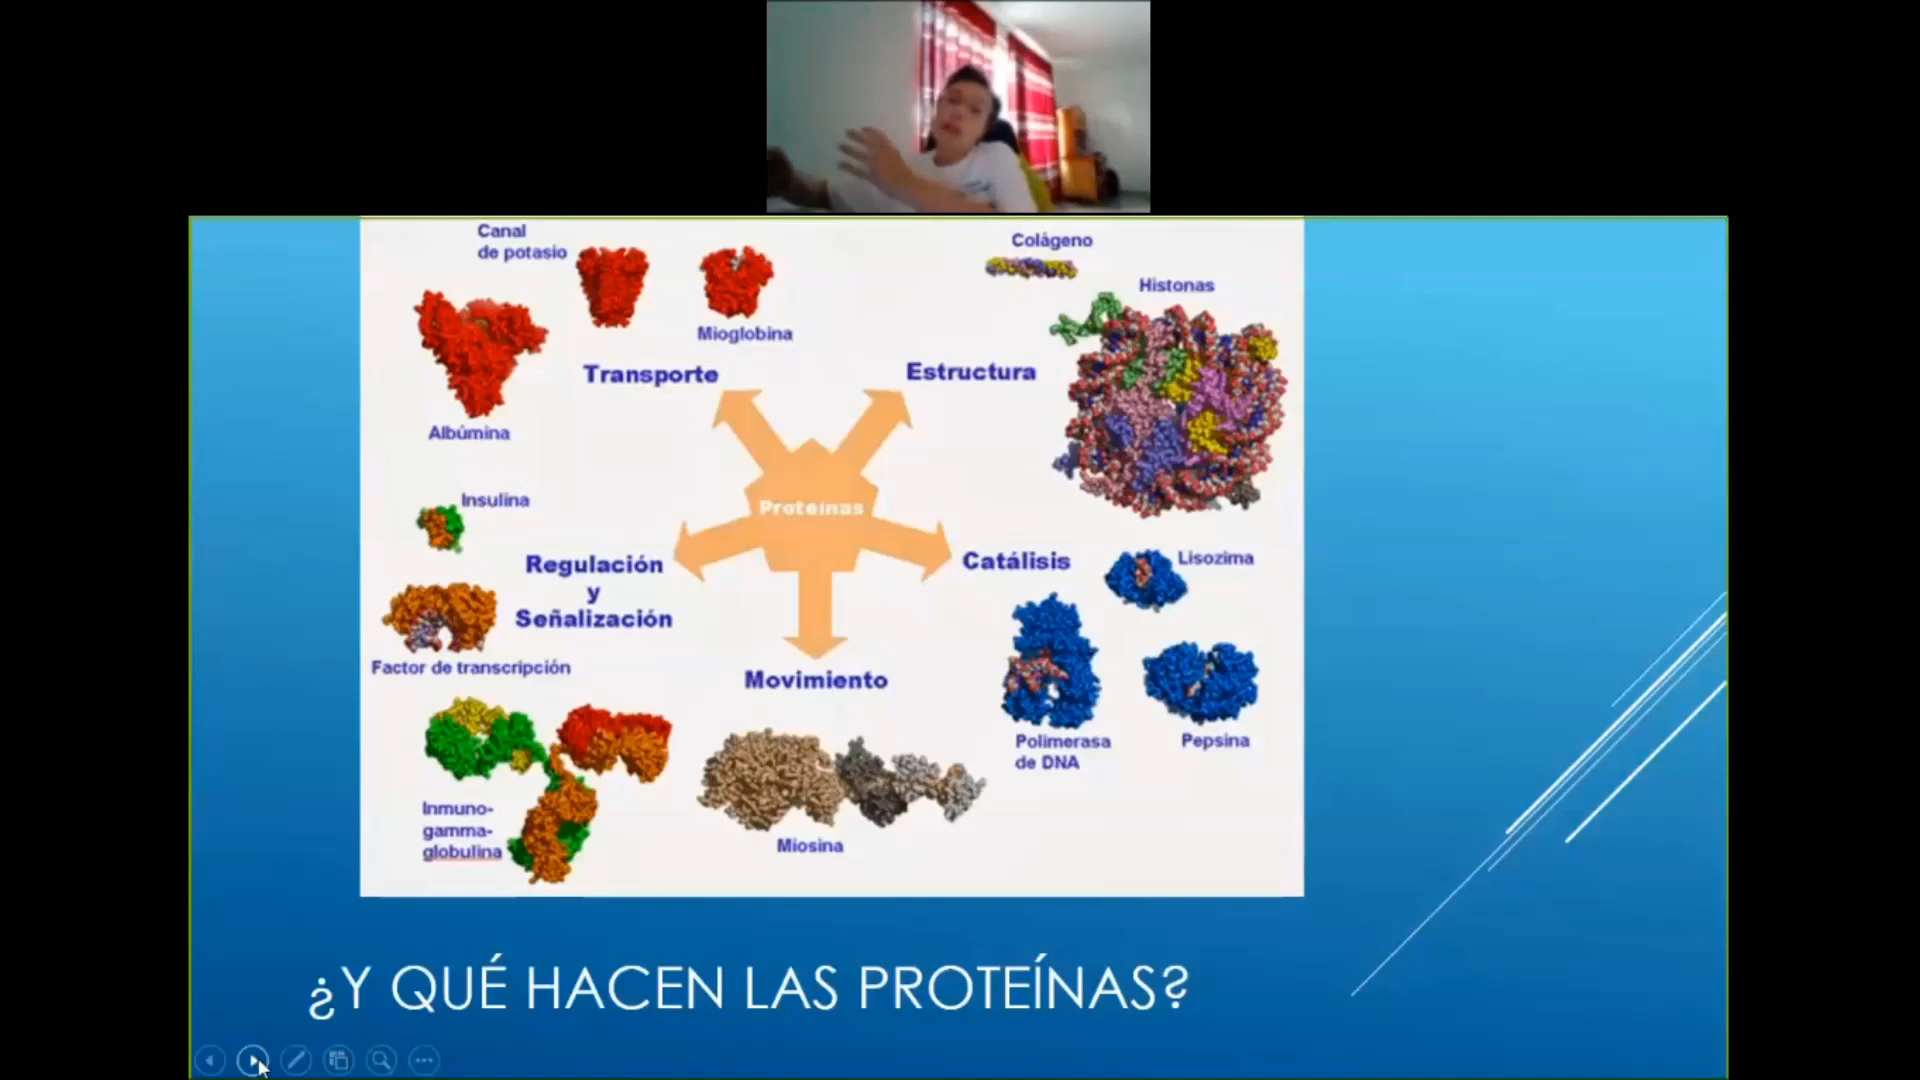 Canal
de potasio
Mioglobina
Albúmina
Transporte
Colágeno
Histonas
Estructura
Proteínas
Insulina
Regulación
y
Señalización
Factor de transcripción
Inmuno-
gamma-
globulina
Catálisis
Lisozima
Polimerasa
de DNA
Pepsina
Movimiento
Miosina
¿Y QUÉ HACEN LAS PROTEÍNAS?